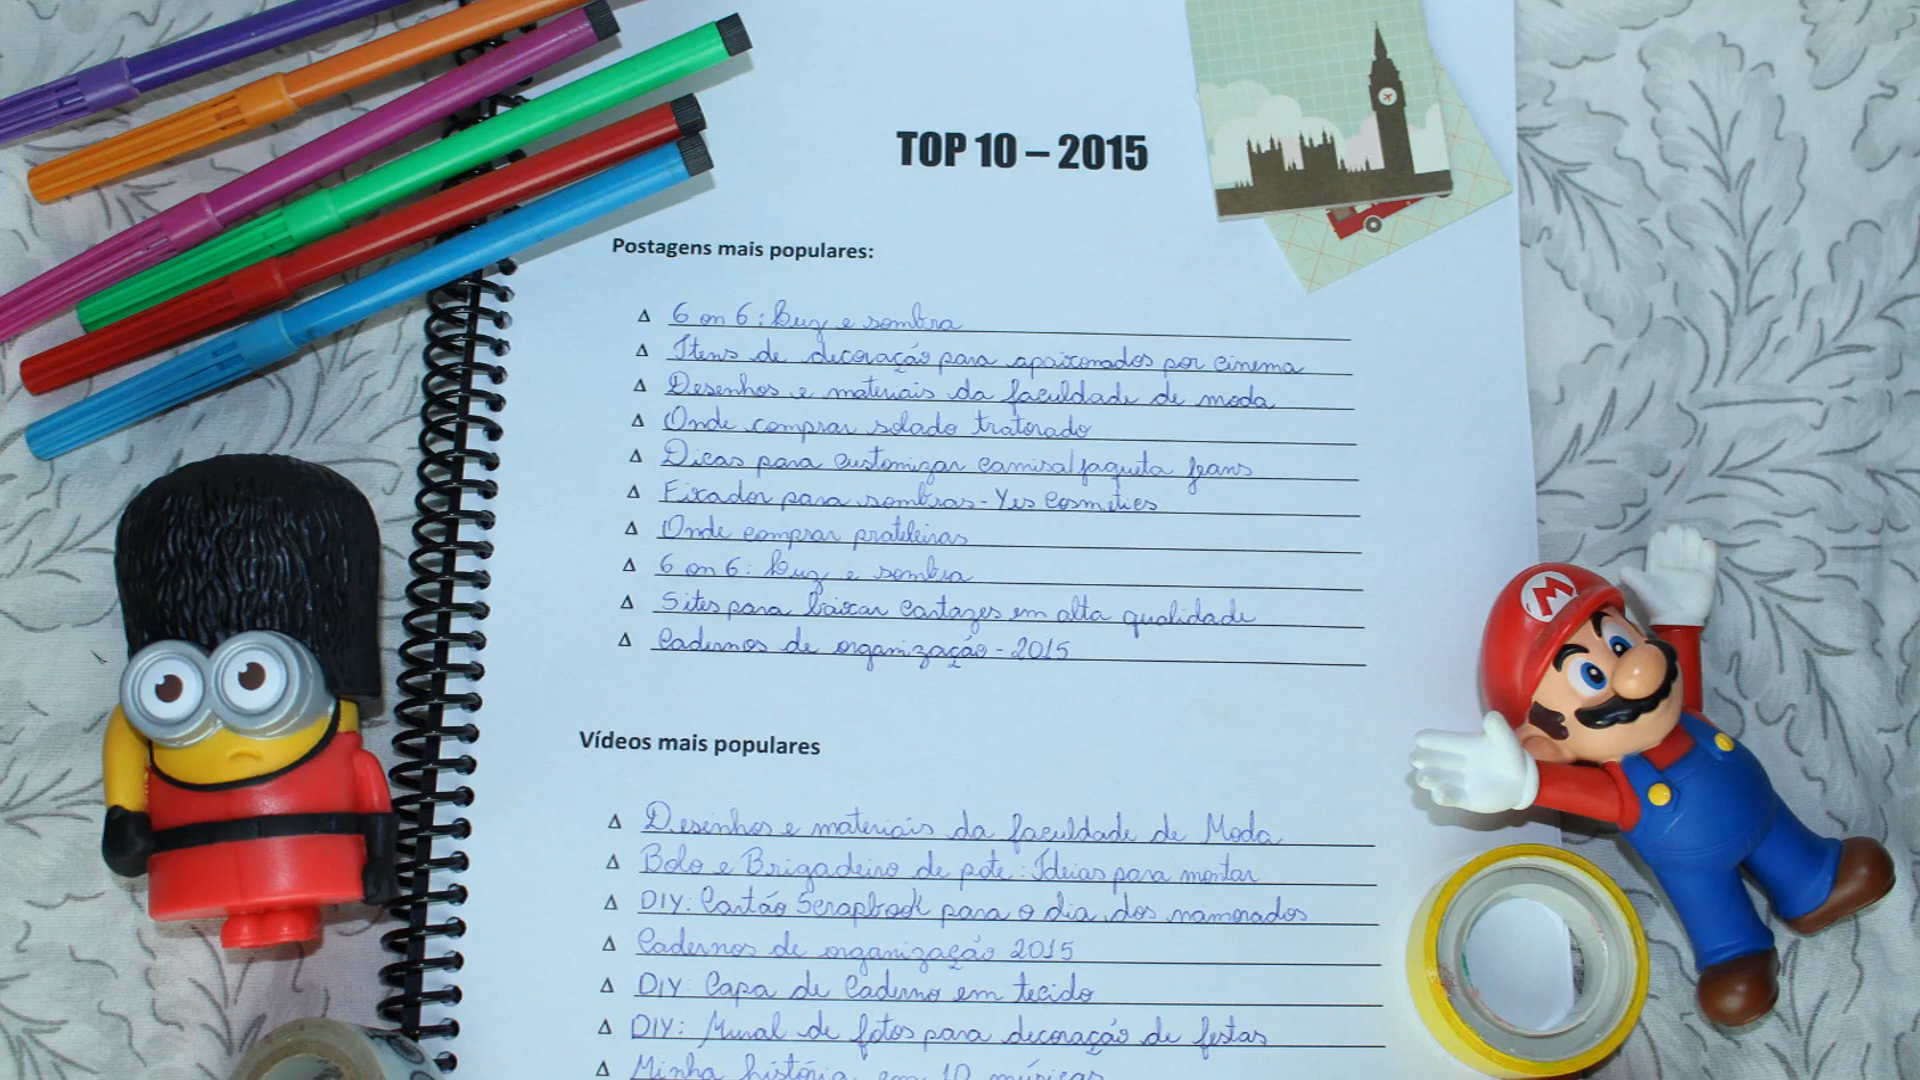 TOP 10 – 2015
Postagens mais populares:
Δ 6 on 6: Luz e sombra
Δ Itens de decoração para apaixonados por cinema
Δ Desenhos e materiais da faculdade de moda
Δ Onde comprar solado tratorado
Δ Dicas para customizar camisa/jaqueta jeans
Δ Fixador para sombras - Yes Cosmetics
Δ Onde comprar prateleiras
Δ 6 on 6: Luz e sombra
Δ Sites para baixar cartazes em alta qualidade
Δ Cadernos de organização - 2015
Vídeos mais populares
Δ Desenhos e materiais da faculdade de Moda
Δ Bolo e Brigadeiro de pote: Ideias para montar
Δ DIY: Cartão Scrapbook para o dia dos namorados
Δ Cadernos de organização 2015
Δ DIY: Capa de Caderno em tecido
Δ DIY: Mural de fotos para decoração de festas
Δ Minha história em 10 músicas
M